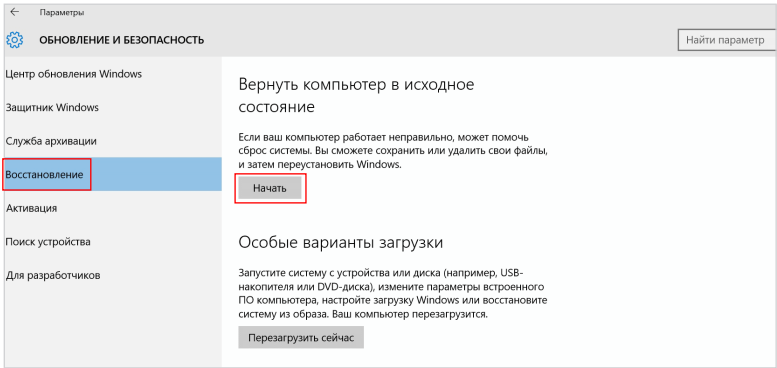 Параметры
ОБНОВЛЕНИЕ И БЕЗОПАСНОСТЬ
Найти параметр
Центр обновления Windows
Защитник Windows
Служба архивации
Восстановление
Активация
Поиск устройства
Для разработчиков
Вернуть компьютер в исходное
состояние
Если ваш компьютер работает неправильно, может помочь
сброс системы. Вы сможете сохранить или удалить свои файлы,
и затем переустановить Windows.
Начать
Особые варианты загрузки
Запустите систему с устройства или диска (например, USB-
накопителя или DVD-диска), измените параметры встроенного
ПО компьютера, настройте загрузку Windows или восстановите
систему из образа. Ваш компьютер перезагрузится.
Перезагрузить сейчас